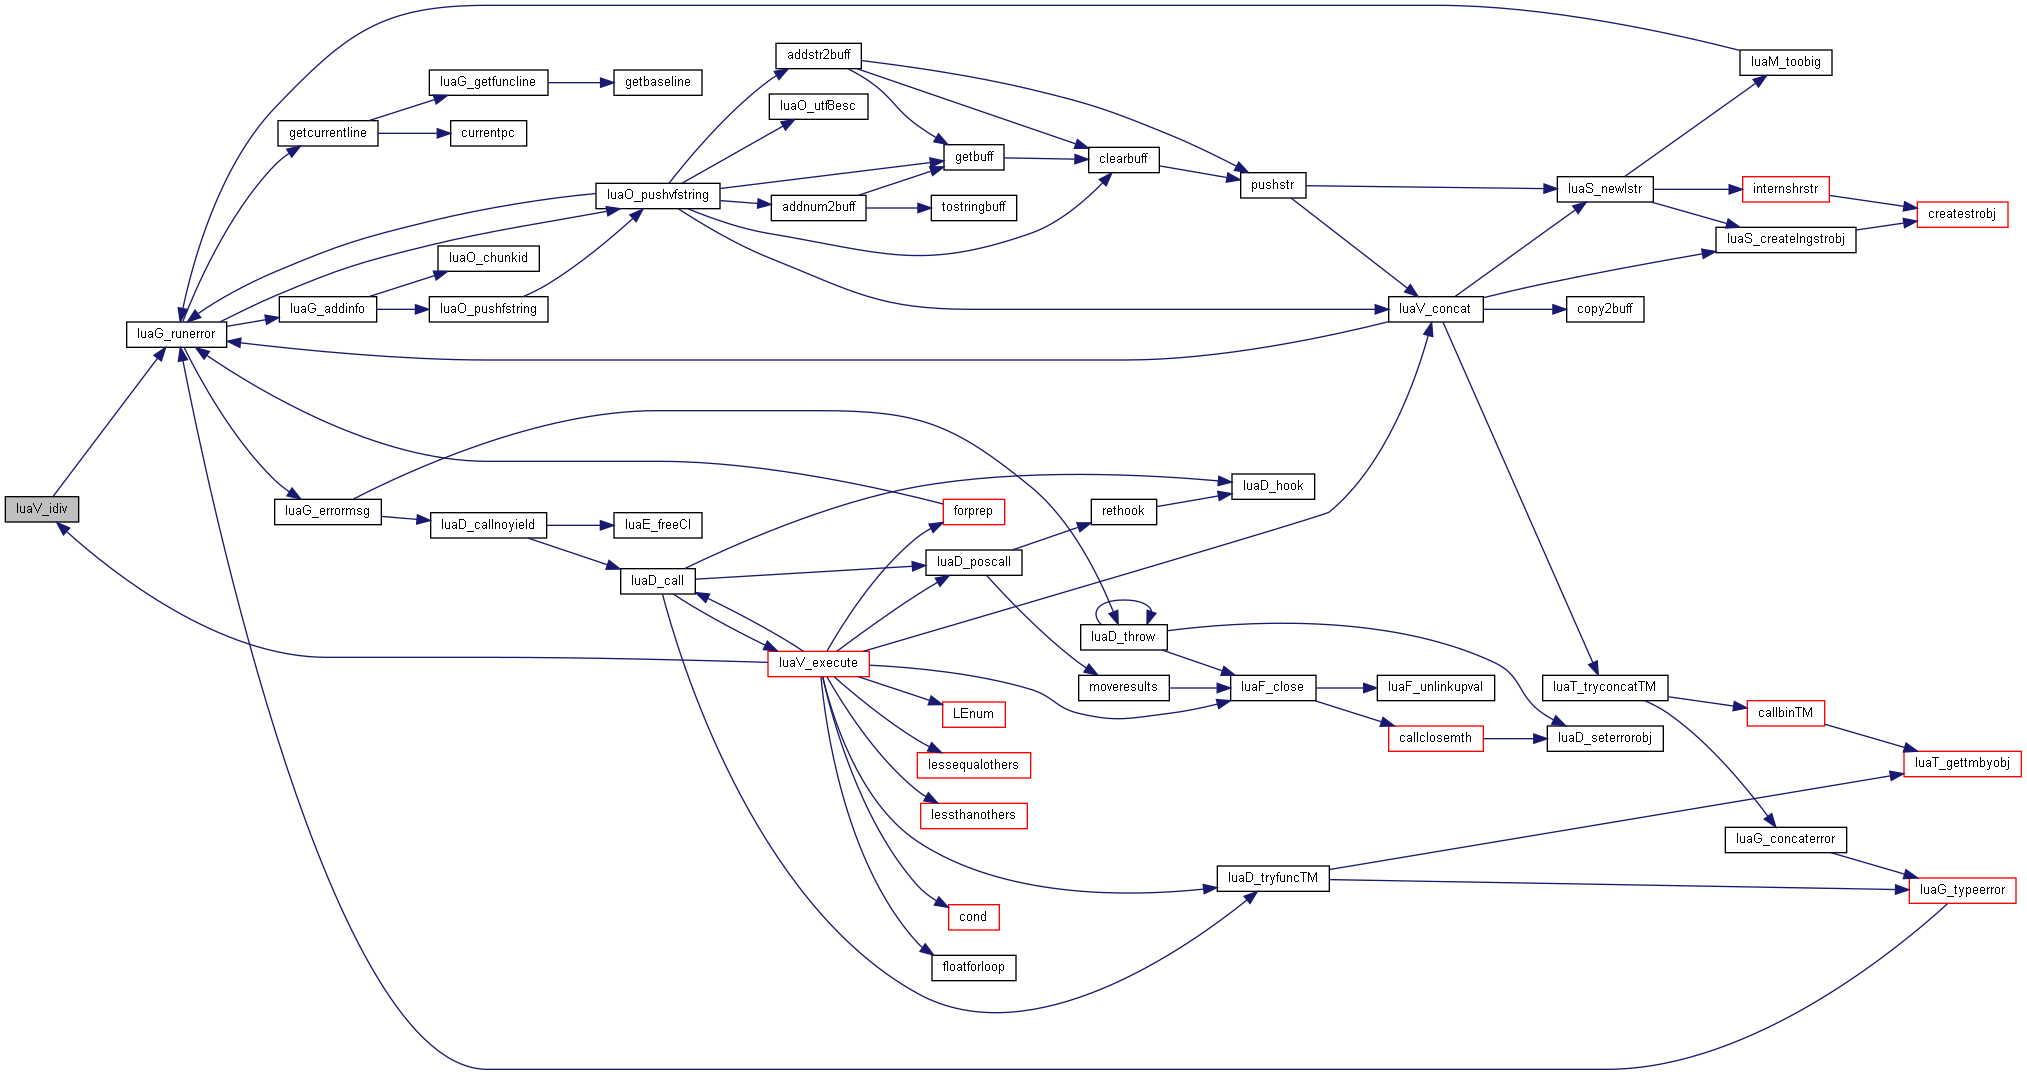 addstr2buff
luaM_toobig
luaG_getfuncline
getbaseline
luaO_utf8esc
getcurrentline
currentpc
getbuff
clearbuff
pushstr
luaS_newlstr
internshrstr
luaO_pushvfstring
addnum2buff
tostringbuff
createstrobj
luaS_createlngstrobj
luaO_chunkid
luaG_addinfo
luaO_pushfstring
luaV_concat
copy2buff
luaG_runerror
luaD_hook
luaV_idiv
luaG_errormsg
luaD_callnoyield
luaE_freeCI
forprep
rethook
luaD_call
luaD_poscall
luaD_throw
luaV_execute
moveresults
luaF_close
luaF_unlinkupval
luaT_tryconcatTM
LEnum
callbinTM
callclosemth
luaD_seterrorobj
lessequalothers
luaT_gettmbyobj
lessthanothers
luaG_concaterror
luaD_tryfuncTM
luaG_typeerror
cond
floatforloop